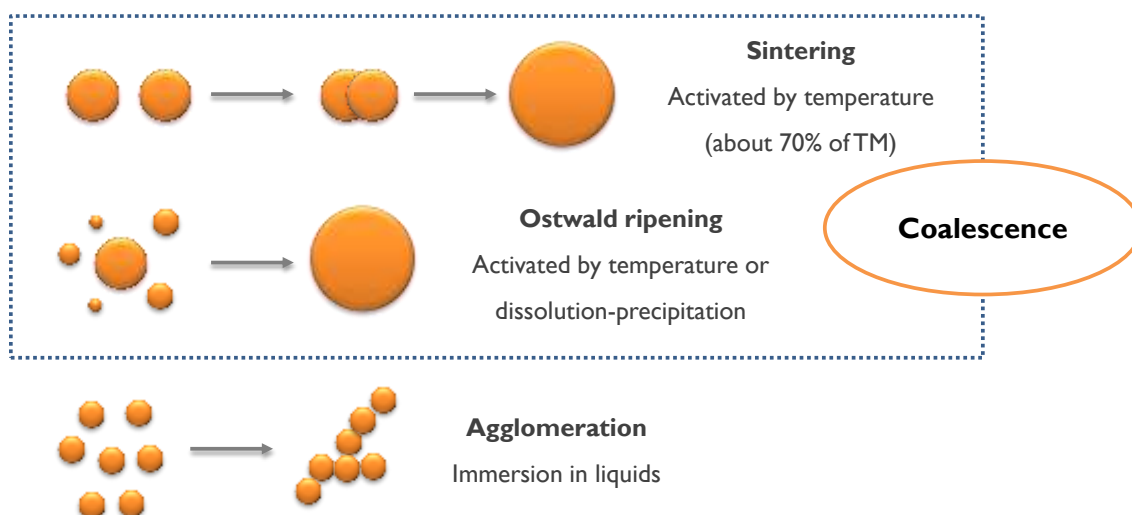 Sintering
Activated by temperature
(about 70% of TM)
Coalescence
Ostwald ripening
Activated by temperature or
dissolution-precipitation
Agglomeration
Immersion in liquids